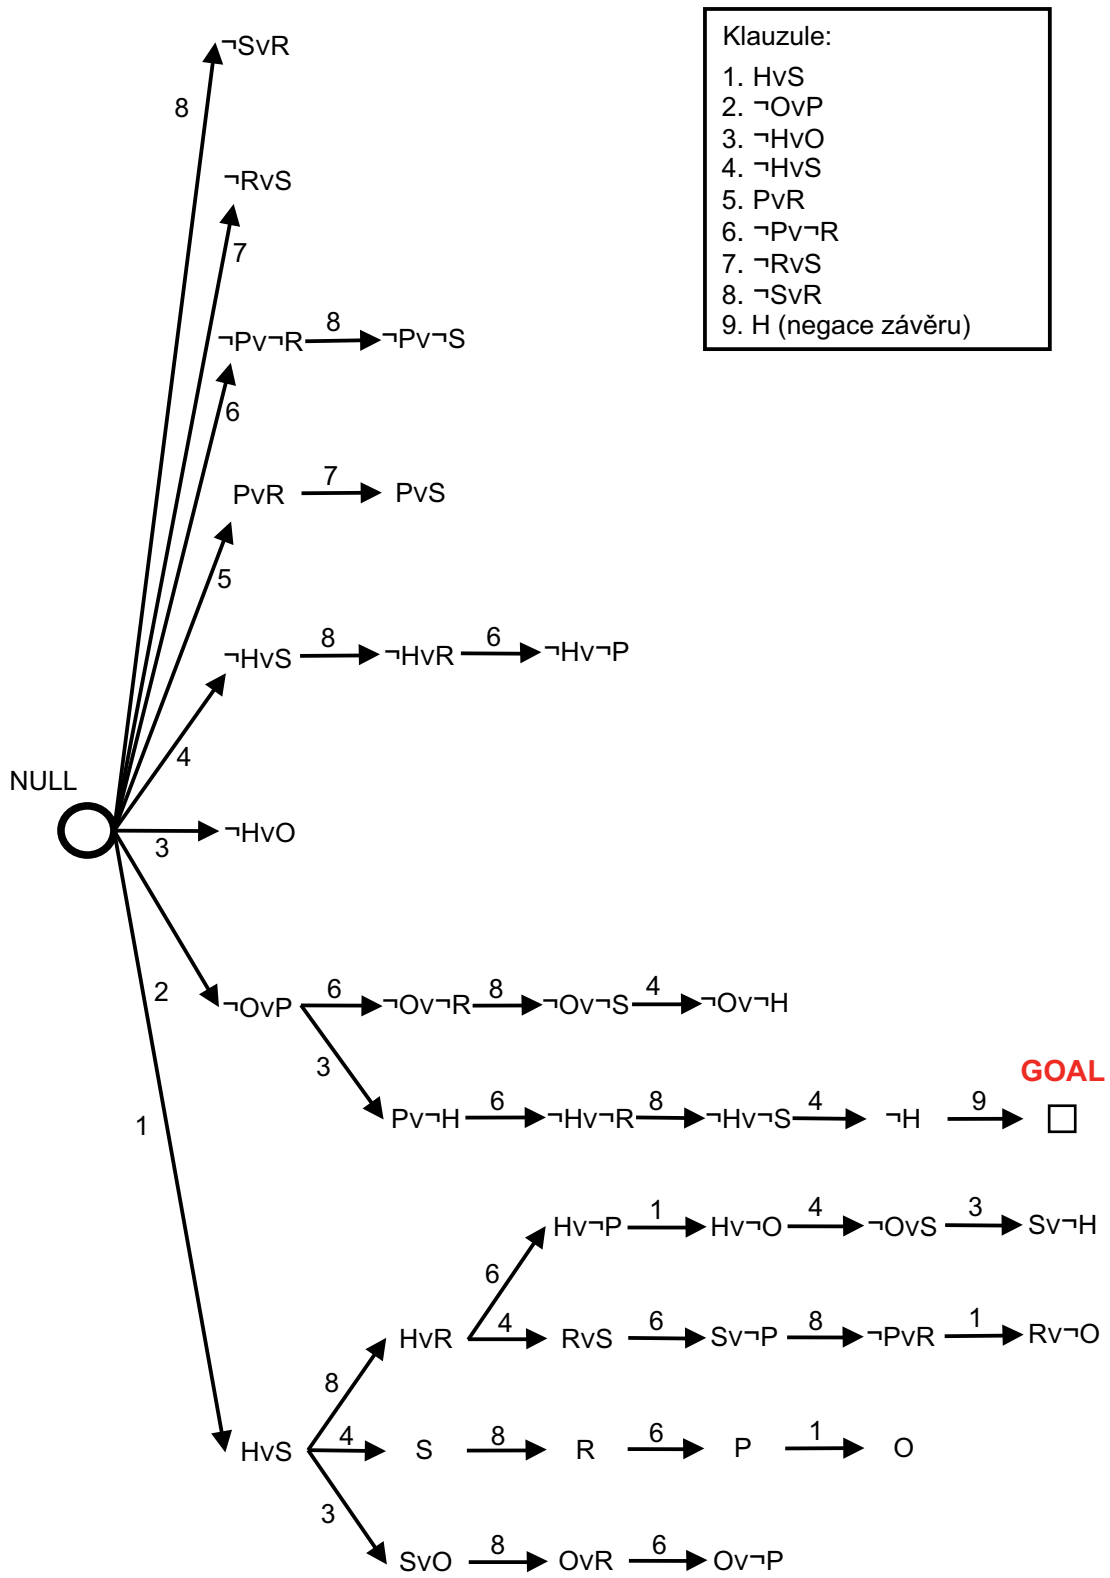 Klauzule:
1. HvS
2. ¬OvP
3. ¬HvO
4. ¬HvS
5. PvR
6. ¬Pv¬R
7. ¬RvS
8. ¬SvR
9. H (negace závěru)
¬SvR
8
¬RvS
7
¬Pv¬R 8 ¬Pv¬S
6
PvR 7 PvS
5
¬HvS 8 ¬HvR 6 ¬Hv¬P
4
NULL
3 ¬HvO
2
¬OvP 6 ¬Ov¬R 8 ¬Ov¬S 4 ¬Ov¬H
3
GOAL
1
Pv¬H 6 ¬Hv¬R 8 ¬Hv¬S 4 ¬H 9
Hv¬P 1 Hv¬O 4 ¬OvS 3 Sv¬H
6
HvR 4 RvS 6 Sv¬P 8 ¬PvR 1 Rv¬O
8
HvS 4 S 8 R 6 P 1 O
3
SvO 8 OvR 6 Ov¬P